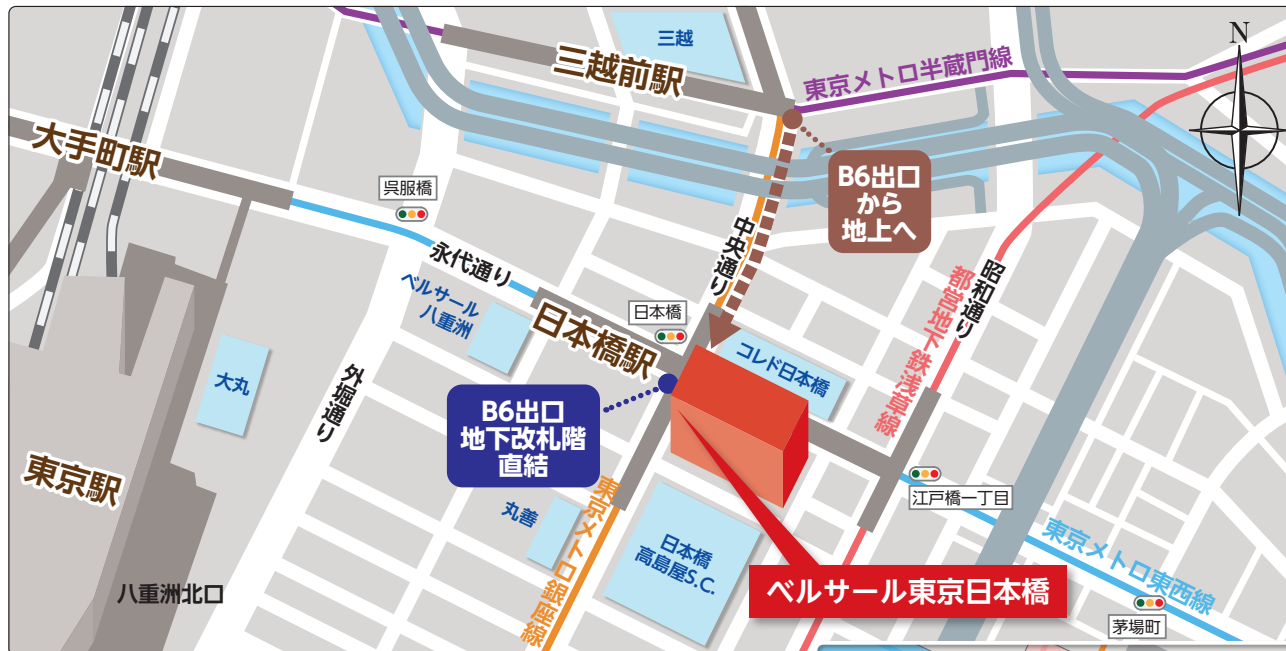 三越
N
三越前駅
東京メトロ半蔵門線
大手町駅
呉服橋
B6出口
から
地上へ
中央通り
永代通り
昭和通り
都営地下鉄浅草線
ベルサール
八重洲
日本橋駅
日本橋
コレド日本橋
大丸
外堀通り
B6出口
地下改札階
直結
東京駅
丸善
東京メトロ銀座線
日本橋
高島屋S.C.
江戸橋一丁目
東京メトロ東西線
ベルサール東京日本橋
八重洲北口
茅場町